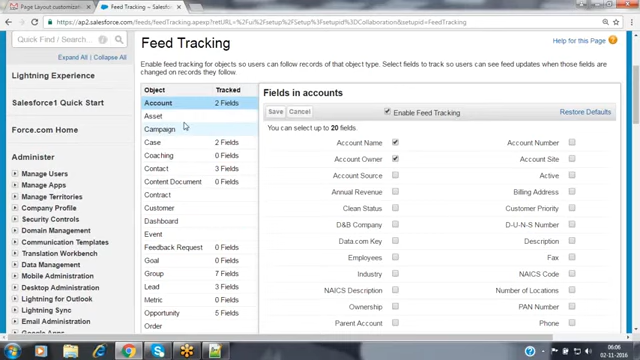 Page Layout customizat
Feed Tracking ~ Salesforc
https://ap2.salesforce.com/feeds/feedTracking.apexp?retURL=%2Fui%2Fsetup%2FSetup%3Fsetupid%3DCollaboration&setupid=FeedTracking
Quick Find / Search...
Expand All | Collapse All
Lightning Experience
Salesforce1 Quick Start
Force.com Home
Administer
Manage Users
Manage Apps
Manage Territories
Company Profile
Security Controls
Domain Management
Communication Templates
Translation Workbench
Data Management
Mobile Administration
Desktop Administration
Lightning for Outlook
Lightning Sync
Email Administration
Google Apps
Feed Tracking
Help for this Page
Enable feed tracking for objects so users can follow records of that object type. Select fields to track so users can see feed updates when those fields are
changed on records they follow.
Object Tracked
Account 2 Fields
Asset
Campaign
Case 2 Fields
Coaching 0 Fields
Contact 3 Fields
Content Document 0 Fields
Contract
Customer
Dashboard
Event
Feedback Request 0 Fields
Goal 0 Fields
Group 7 Fields
Lead 3 Fields
Metric 0 Fields
Opportunity 5 Fields
Order
Fields in accounts
Save Cancel Enable Feed Tracking Restore Defaults
You can select up to 20 fields.
Account Name Account Number
Account Owner Account Site
Account Source Active
Annual Revenue Billing Address
Clean Status Customer Priority
D&B Company D-U-N-S Number
Data.com Key Description
Employees Fax
Industry NAICS Code
NAICS Description Number of Locations
Ownership PAN Number
Parent Account Phone
06:06
02-11-2016